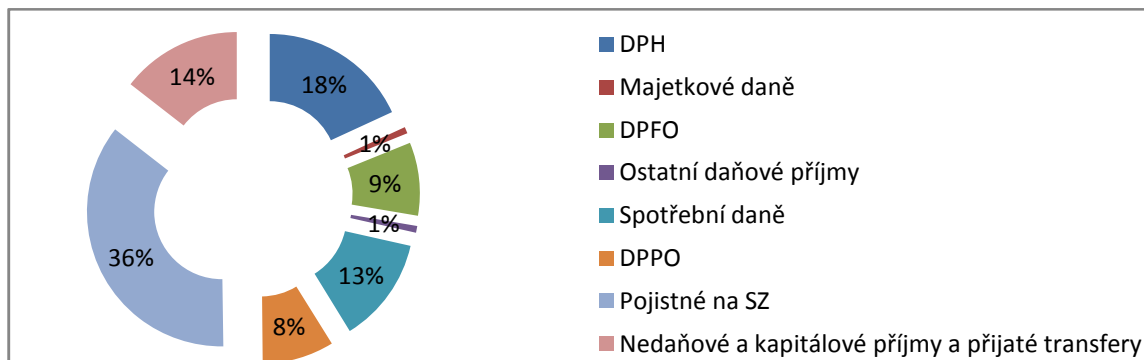 14%
18%
1%
9%
1%
13%
8%
36%
DPH
Majetkové daně
DPFO
Ostatní daňové příjmy
Spotřební daně
DPPO
Pojistné na SZ
Nedaňové a kapitálové příjmy a přijaté transfery